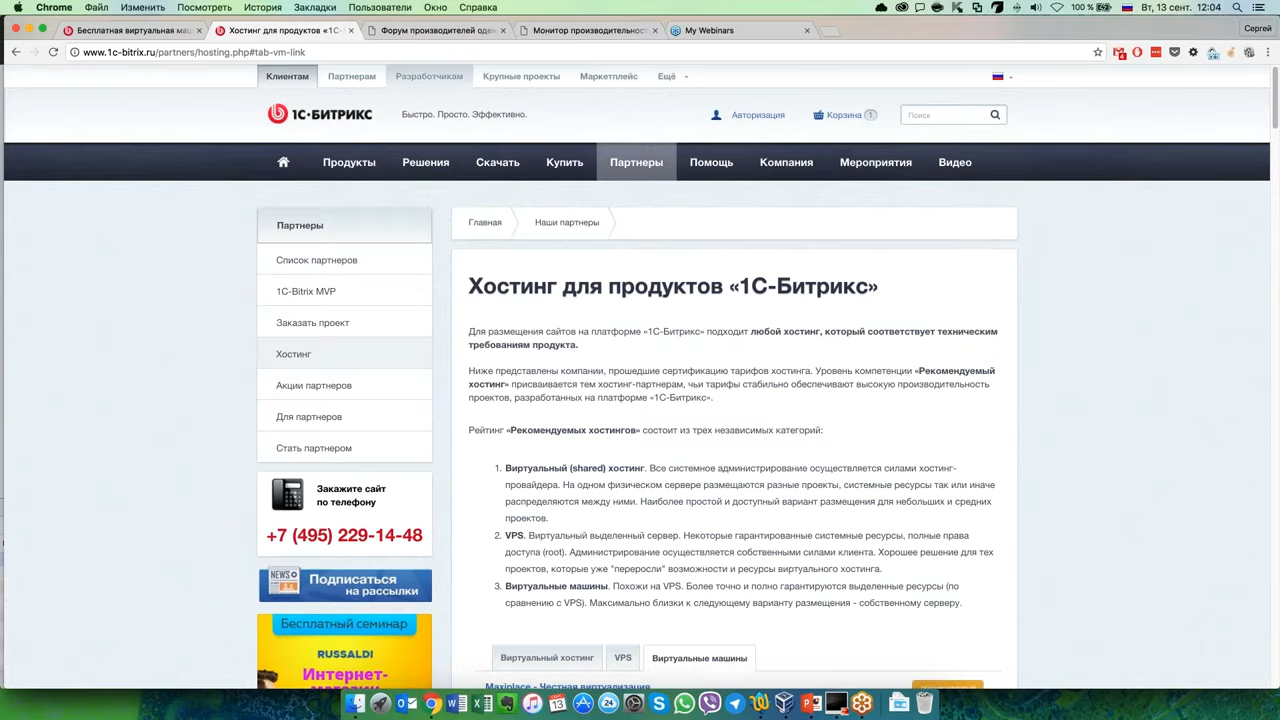 Chrome Файл Изменить Посмотреть История Закладки Пользователи Окно Справка 100 % Вт, 13 сент. 12:04
Бесплатная виртуальная маш
Хостинг для продуктов «1С-
Форум производителей одеж
Монитор производительнос
My Webinars
Сергей
www.1c-bitrix.ru/partners/hosting.php#tab-vm-link
Клиентам Партнерам Разработчикам Крупные проекты Маркетплейс Ещё
1С·БИТРИКС Быстро. Просто. Эффективно. Авторизация Корзина 1 Поиск
Продукты Решения Скачать Купить Партнеры Помощь Компания Мероприятия Видео
Партнеры
Список партнеров
1C-Bitrix MVP
Заказать проект
Хостинг
Акции партнеров
Для партнеров
Стать партнером
Закажите сайт
по телефону
+7 (495) 229-14-48
NEWS+
Подписаться
на рассылки
Бесплатный семинар
RUSSALDI
Интернет-
Главная Наши партнеры
Хостинг для продуктов «1С-Битрикс»
Для размещения сайтов на платформе «1С-Битрикс» подходит любой хостинг, который соответствует техническим
требованиям продукта.
Ниже представлены компании, прошедшие сертификацию тарифов хостинга. Уровень компетенции «Рекомендуемый
хостинг» присваивается тем хостинг-партнерам, чьи тарифы стабильно обеспечивают высокую производительность
проектов, разработанных на платформе «1С-Битрикс».
Рейтинг «Рекомендуемых хостингов» состоит из трех независимых категорий:
1. Виртуальный (shared) хостинг. Все системное администрирование осуществляется силами хостинг-
провайдера. На одном физическом сервере размещаются разные проекты, системные ресурсы так или иначе
распределяются между ними. Наиболее простой и доступный вариант размещения для небольших и средних
проектов.
2. VPS. Виртуальный выделенный сервер. Некоторые гарантированные системные ресурсы, полные права
доступа (root). Администрирование осуществляется собственными силами клиента. Хорошее решение для тех
проектов, которые уже "переросли" возможности и ресурсы виртуального хостинга.
3. Виртуальные машины. Похожи на VPS. Более точно и полно гарантируются выделенные ресурсы (по
сравнению с VPS). Максимально близки к следующему варианту размещения - собственному серверу.
Виртуальный хостинг VPS Виртуальные машины
Maxiplace - Честная виртуализация